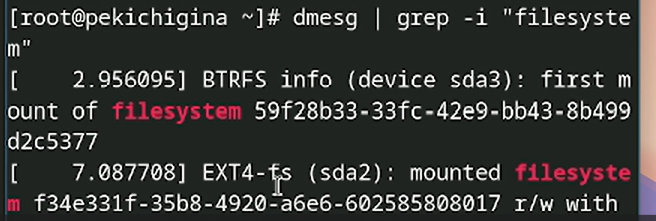 [root@pekichigina ~]# dmesg | grep -i "filesyste
m"
[    2.956095] BTRFS info (device sda3): first m
ount of filesystem 59f28b33-33fc-42e9-bb43-8b499
d2c5377
[    7.087708] EXT4-fs (sda2): mounted filesyste
m f34e331f-35b8-4920-a6e6-602585808017 r/w with